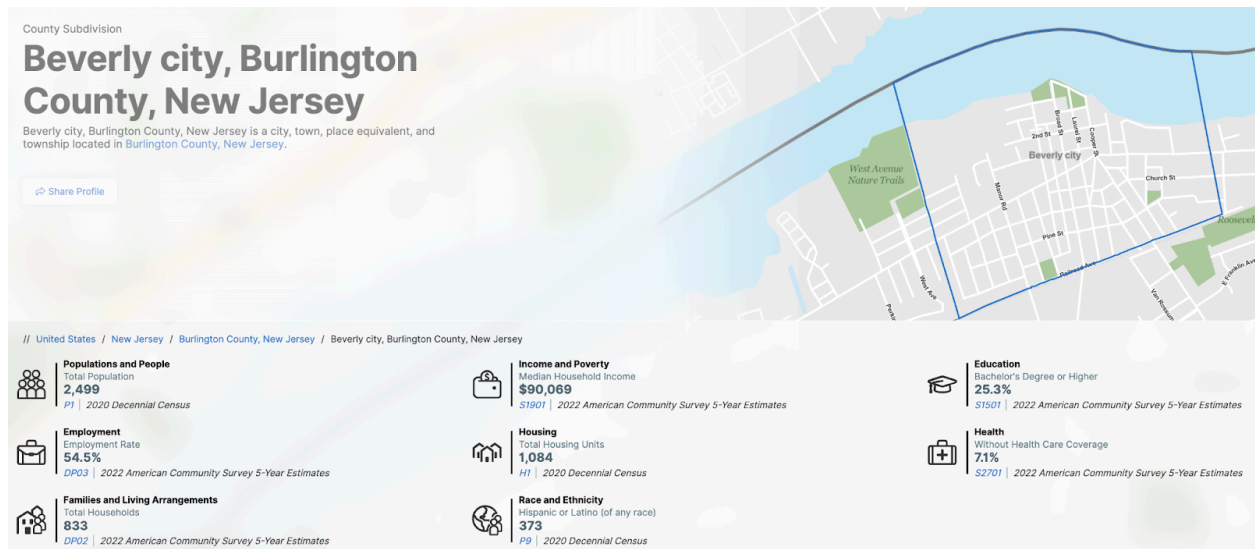 County Subdivision
Beverly city, Burlington
County, New Jersey
Beverly city, Burlington County, New Jersey is a city, town, place equivalent, and
township located in Burlington County, New Jersey.
Share Profile
West Avenue
Nature Trails
2nd St
Broad St
Laurel St
Cooper St
Beverly city
Church St
Manor Rd
Pine St
Railroad Ave
West Ave
Van Rossum
E Franklin Ave
// United States / New Jersey / Burlington County, New Jersey / Beverly city, Burlington County, New Jersey
Populations and People
Total Population
2,499
P1 | 2020 Decennial Census
Income and Poverty
Median Household Income
$90,069
S1901 | 2022 American Community Survey 5-Year Estimates
Education
Bachelor's Degree or Higher
25.3%
S1501 | 2022 American Community Survey 5-Year Estimates
Employment
Employment Rate
54.5%
DP03 | 2022 American Community Survey 5-Year Estimates
Housing
Total Housing Units
1,084
H1 | 2020 Decennial Census
Health
Without Health Care Coverage
7.1%
S2701 | 2022 American Community Survey 5-Year Estimates
Families and Living Arrangements
Total Households
833
DP02 | 2022 American Community Survey 5-Year Estimates
Race and Ethnicity
Hispanic or Latino (of any race)
373
P9 | 2020 Decennial Census